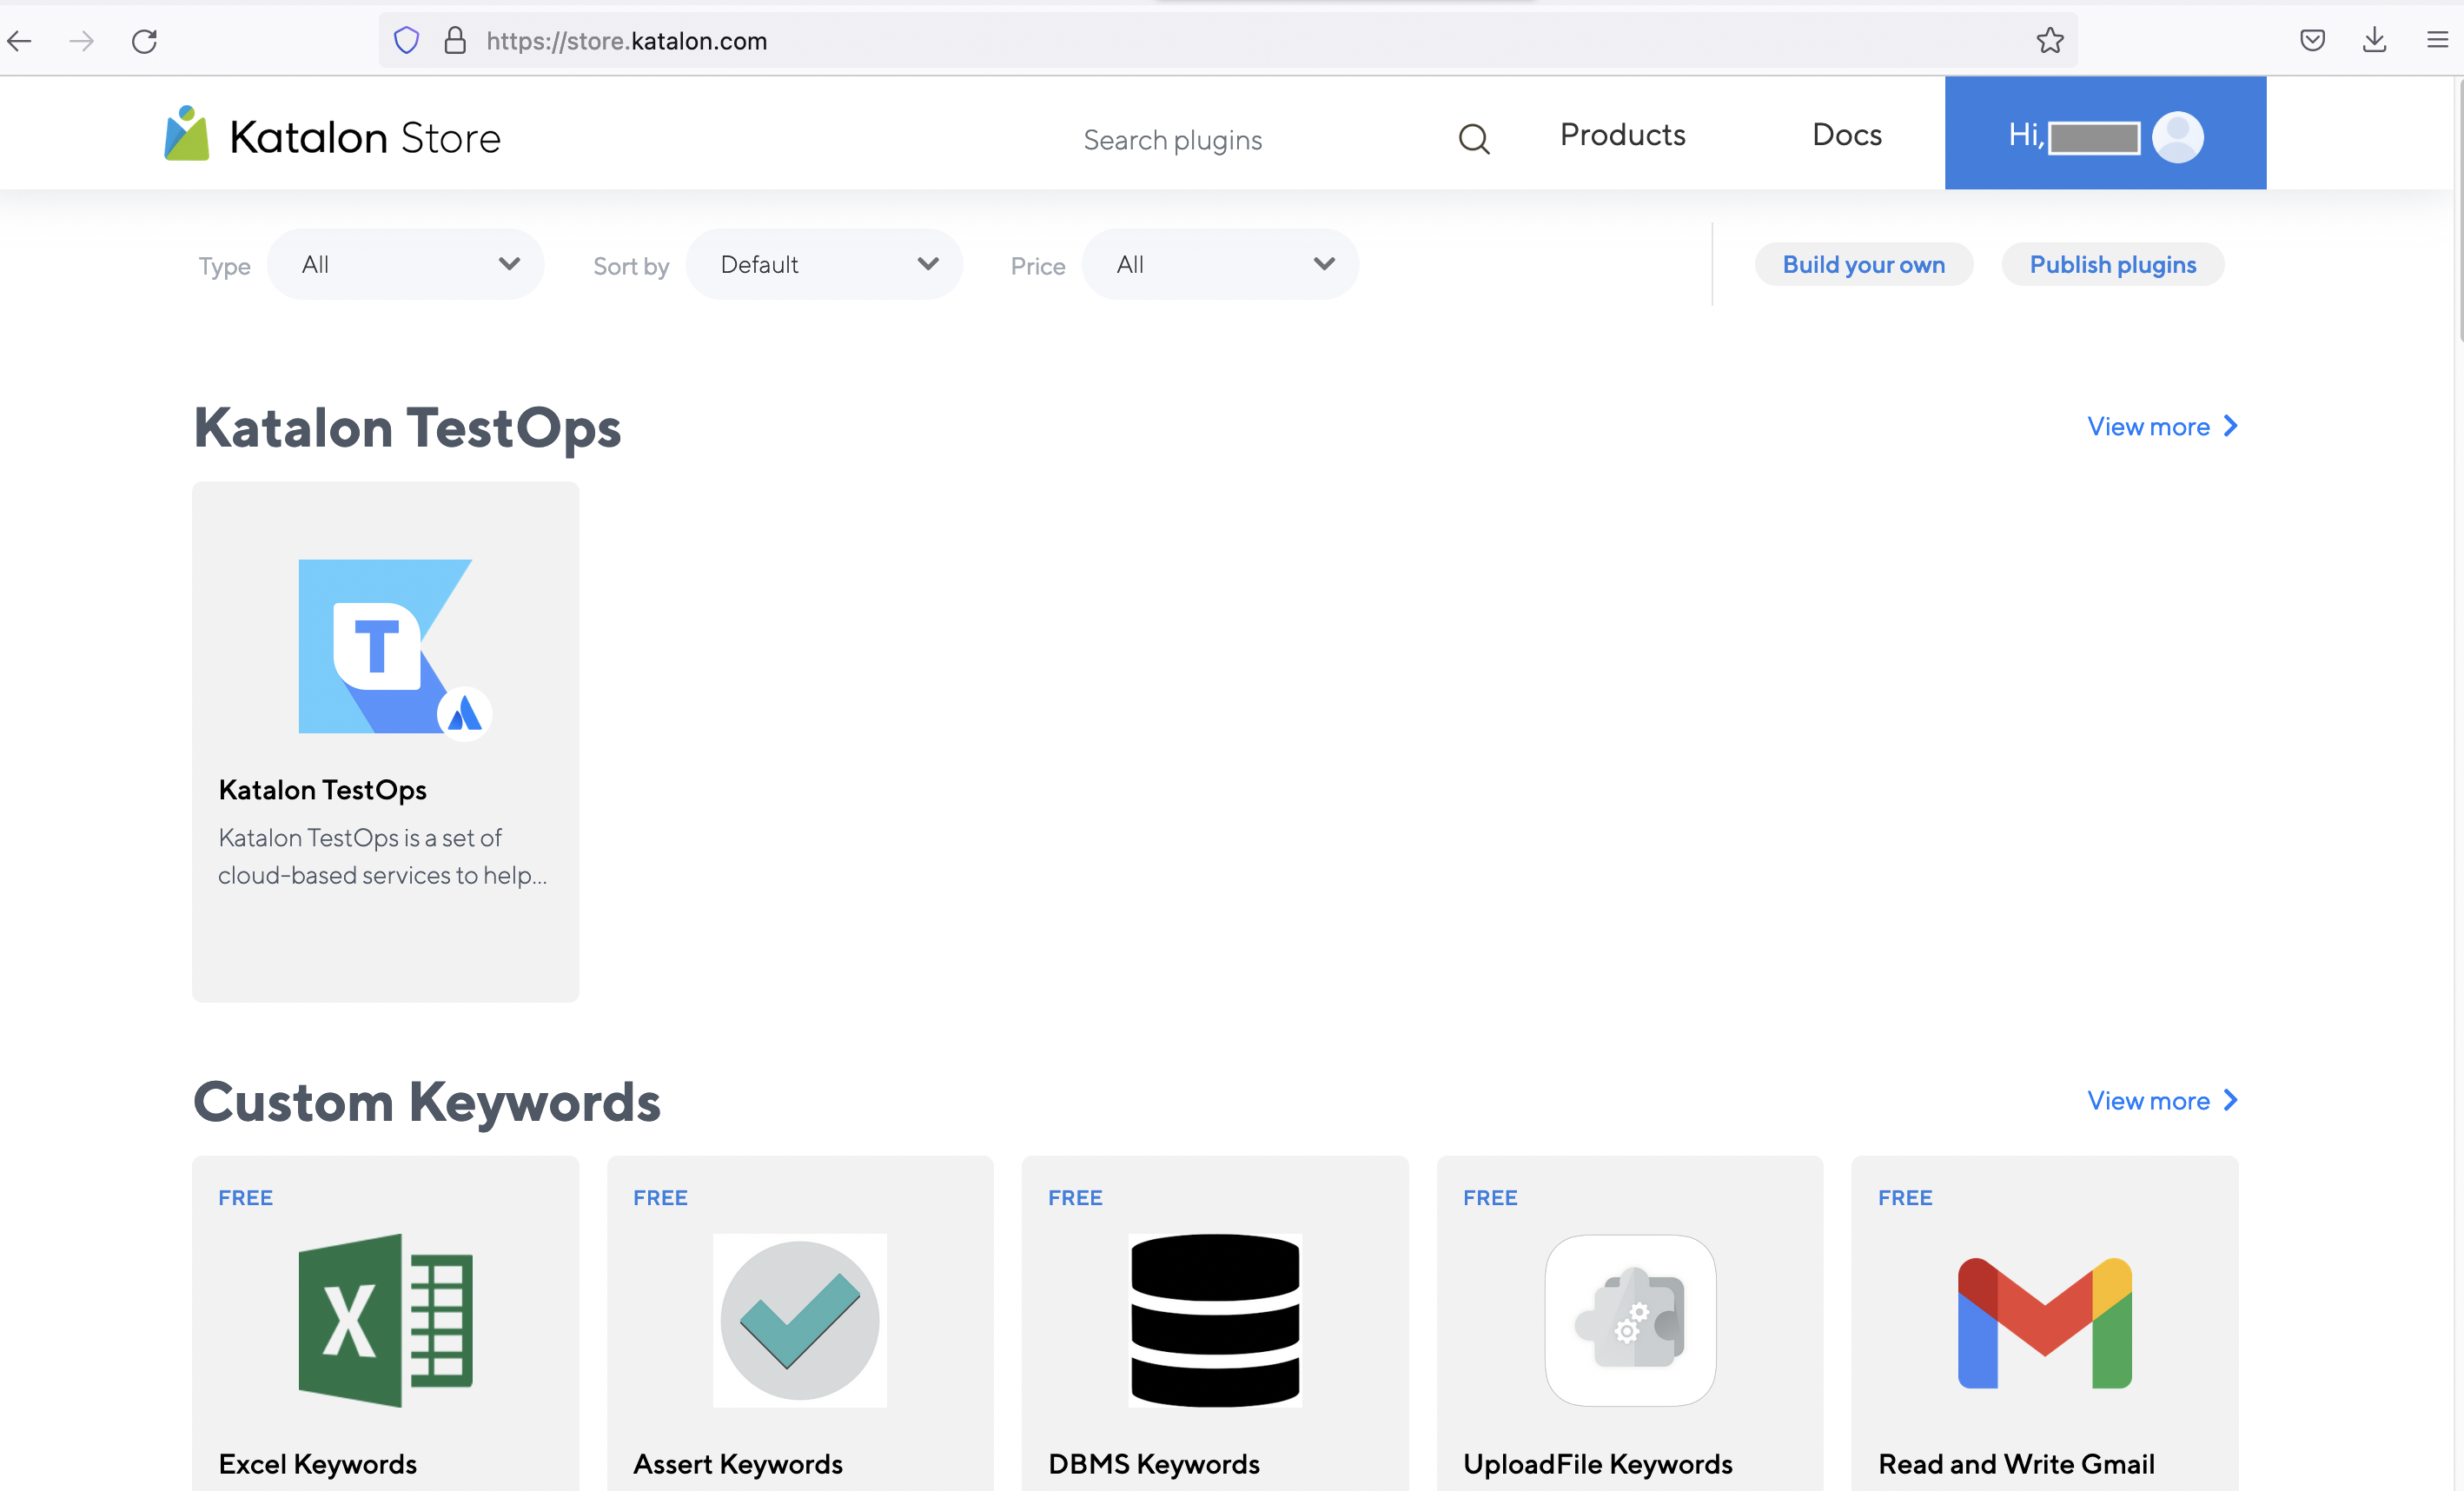 https://store.katalon.com
Katalon Store
Search plugins
Products
Docs
Hi,
Type
All
Sort by
Default
Price
All
Build your own
Publish plugins
Katalon TestOps
View more
T
Katalon TestOps
Katalon TestOps is a set of
cloud-based services to help...
Custom Keywords
View more
FREE
FREE
FREE
FREE
FREE
X
Excel Keywords
Assert Keywords
DBMS Keywords
UploadFile Keywords
Read and Write Gmail